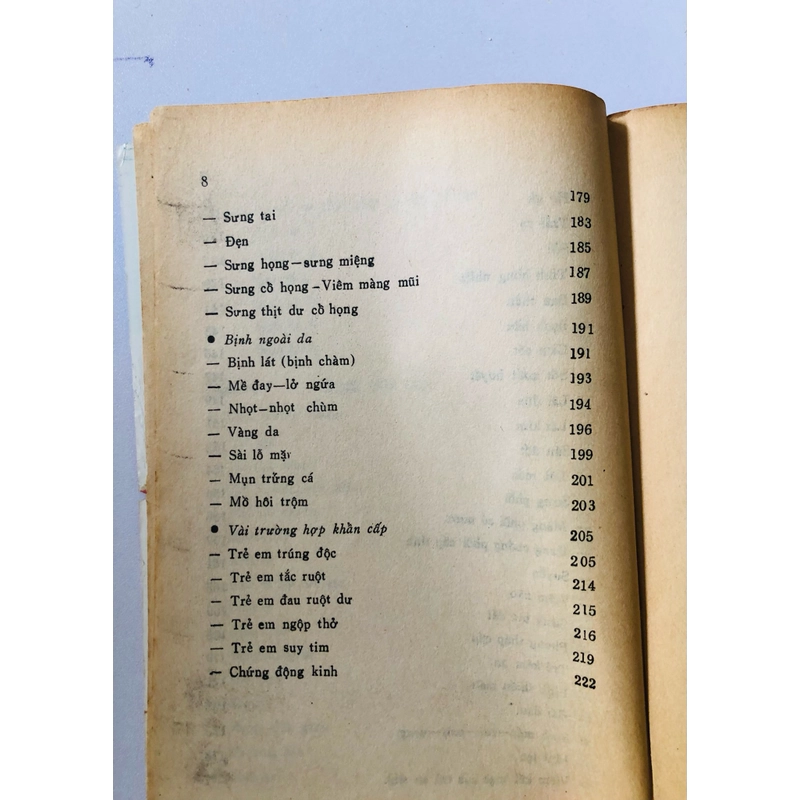 8
— Sưng tai 179
— Đẹn 183
— Sưng họng—sưng miệng 185
— Sưng cổ họng—Viêm màng mũi 187
— Sưng thịt dư cổ họng 189
• Bịnh ngoài da 191
— Bịnh lát (bịnh chàm) 191
— Mề đay—lở ngứa 193
— Nhọt—nhọt chùm 194
— Vàng da 196
— Sài lở mặt 199
— Mụn trứng cá 201
— Mồ hôi trộm 203
• Vài trường hợp khẩn cấp 205
— Trẻ em trúng độc 205
— Trẻ em tắc ruột 214
— Trẻ em đau ruột dư 215
— Trẻ em ngộp thở 216
— Trẻ em suy tim 219
— Chứng động kinh 222